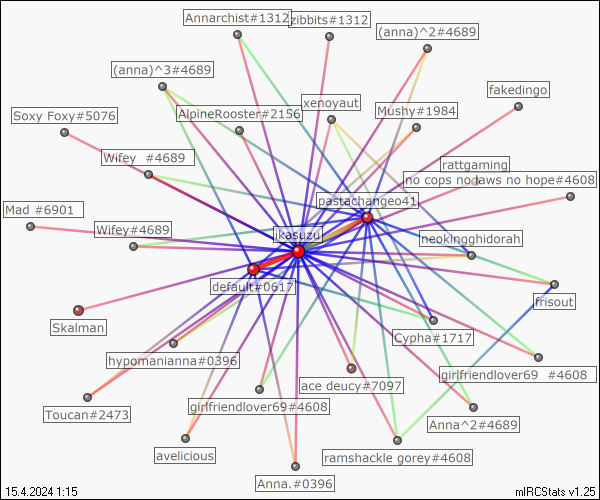 Annarchist#1312
zibbits#1312
(anna)^2#4689
(anna)^3#4689
fakedingo
xenoyaut
Soxy Foxy#5076
AlpineRooster#2156
Mushy#1984
Wifey #4689
rattgaming
no cops no laws no hope#4608
pastachangeo41
Mad #6901
Wifey#4689
ikasuzu
neokingghidorah
default#0617
frisout
Skalman
Cypha#1717
hypomanianna#0396
girlfriendlover69 #4608
ace deucy#7097
Toucan#2473
girlfriendlover69#4608
Anna^2#4689
avelicious
ramshackle gorey#4608
Anna.#0396
15.4.2024 1:15
mIRCStats v1.25